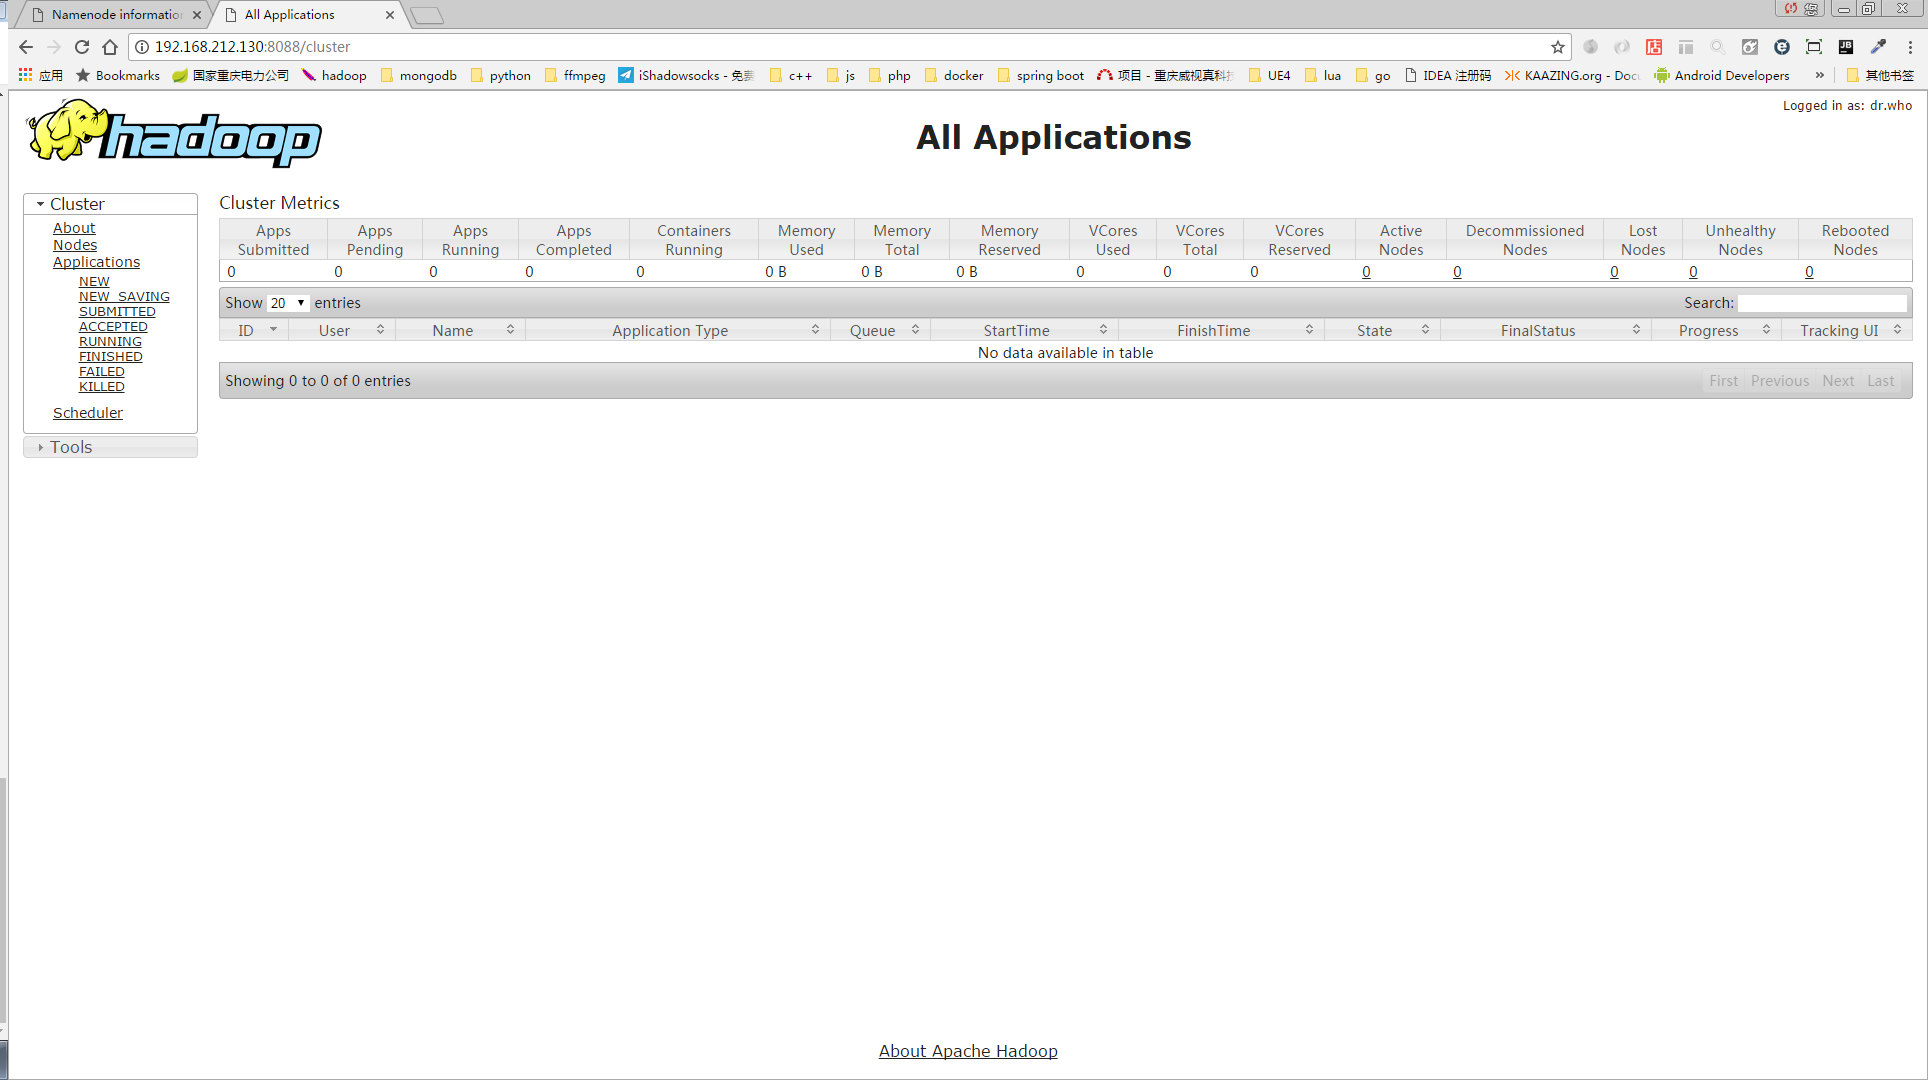 Namenode informatio
All Applications
192.168.212.130:8088/cluster
应用 Bookmarks 国家重庆电力公司 hadoop mongodb python ffmpeg iShadowsocks - 免费 c++ js php docker spring boot 项目 - 重庆威视真科技 UE4 lua go IDEA 注册码 KAAZING.org - Docu Android Developers » 其他书签
Logged in as: dr.who
hadoop
All Applications
Cluster
About
Nodes
Applications
NEW
NEW_SAVING
SUBMITTED
ACCEPTED
RUNNING
FINISHED
FAILED
KILLED
Scheduler
Tools
Cluster Metrics
Apps Submitted Apps Pending Apps Running Apps Completed Containers Running Memory Used Memory Total Memory Reserved VCores Used VCores Total VCores Reserved Active Nodes Decommissioned Nodes Lost Nodes Unhealthy Nodes Rebooted Nodes
0 0 0 0 0 0 B 0 B 0 B 0 0 0 0 0 0 0 0
Show 20 entries Search:
ID User Name Application Type Queue StartTime FinishTime State FinalStatus Progress Tracking UI
No data available in table
Showing 0 to 0 of 0 entries First Previous Next Last
About Apache Hadoop